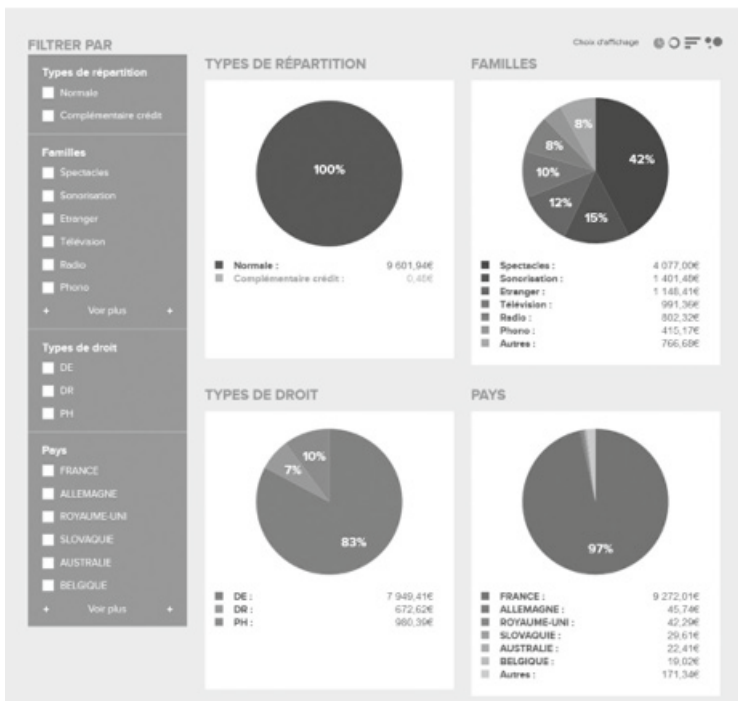 FILTRER PAR
Choix d'affichage
Types de répartition
Normale
Complémentaire crédit
Familles
Spectacles
Sonorisation
Etranger
Télévision
Radio
Phono
+ Voir plus +
Types de droit
DE
DR
PH
Pays
FRANCE
ALLEMAGNE
ROYAUME-UNI
SLOVAQUIE
AUSTRALIE
BELGIQUE
+ Voir plus +
TYPES DE RÉPARTITION
100%
Normale : 9 601,94€
Complémentaire crédit : 0,48€
FAMILLES
8%
8%
42%
10%
12%
15%
Spectacles : 4 077,00€
Sonorisation : 1 401,48€
Etranger : 1 148,41€
Télévision : 991,36€
Radio : 802,32€
Phono : 415,17€
Autres : 766,68€
TYPES DE DROIT
10%
7%
83%
DE : 7 949,41€
DR : 672,62€
PH : 980,39€
PAYS
97%
FRANCE : 9 272,01€
ALLEMAGNE : 45,74€
ROYAUME-UNI : 42,29€
SLOVAQUIE : 29,61€
AUSTRALIE : 22,41€
BELGIQUE : 19,02€
Autres : 171,34€